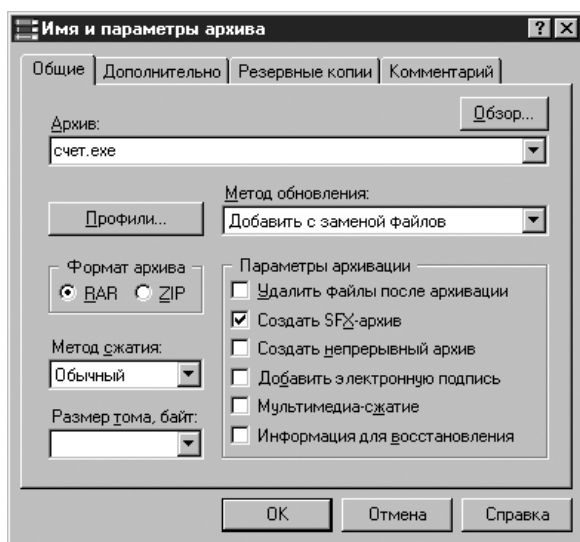 Имя и параметры архива
Общие
Дополнительно
Резервные копии
Комментарий
Обзор...
Архив:
счет.exe
Метод обновления:
Профили...
Добавить с заменой файлов
Формат архива
RAR
ZIP
Параметры архивации
Удалить файлы после архивации
Создать SFX-архив
Создать непрерывный архив
Добавить электронную подпись
Мультимедиа-сжатие
Информация для восстановления
Метод сжатия:
Обычный
Размер тома, байт:
OK
Отмена
Справка